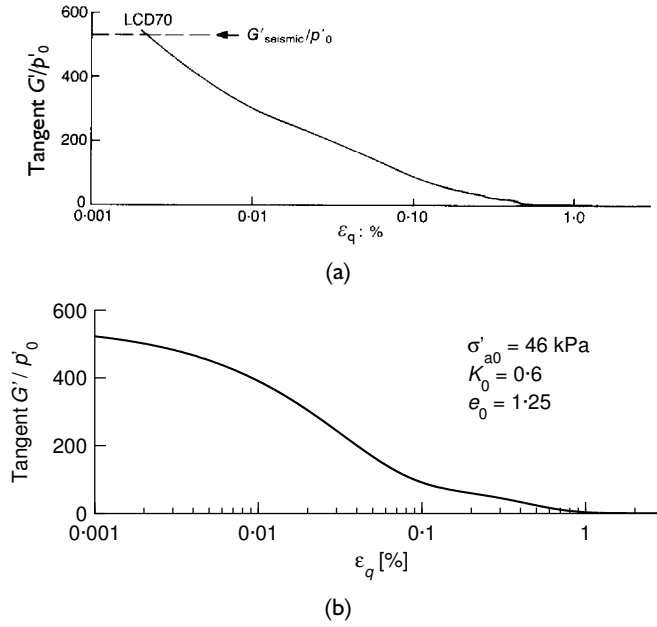 600
LCD70
G'seismic/p'0
400
200
0
Tangent G'/p'0
0·001
0·01
0·10
1·0
εq : %
(a)
600
400
200
0
Tangent G'/ p'0
σ'a0 = 46 kPa
K0 = 0·6
e0 = 1·25
0·001
0·01
0·1
1
εq [%]
(b)